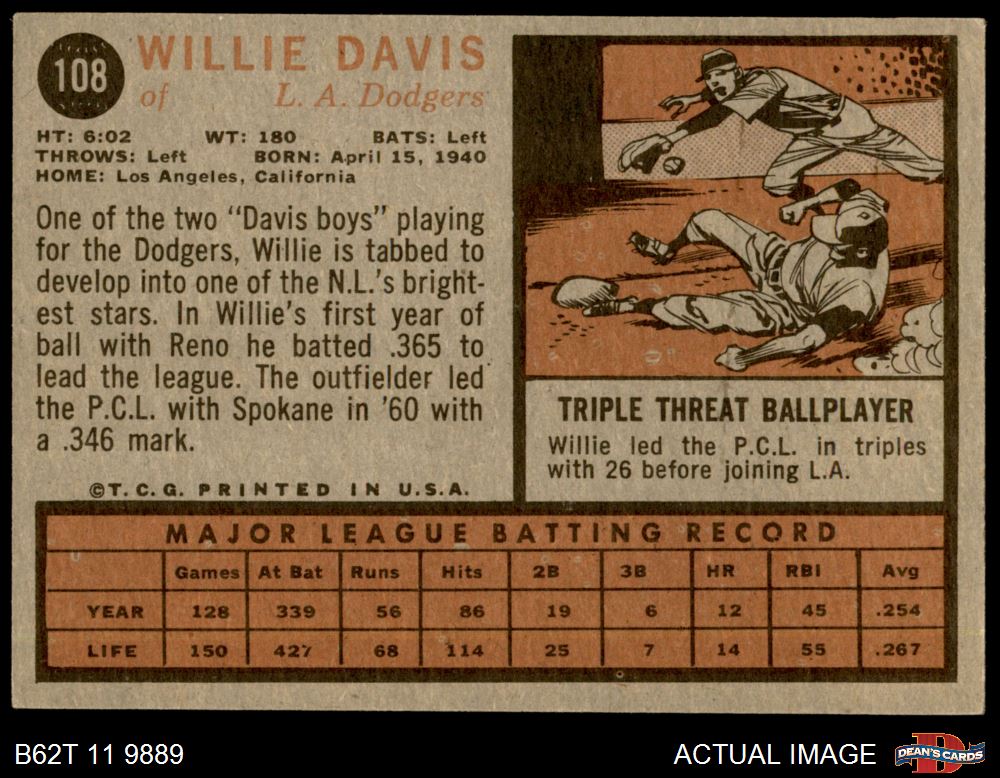 108
WILLIE DAVIS
of L. A. Dodgers
HT: 6:02 WT: 180 BATS: Left
THROWS: Left BORN: April 15, 1940
HOME: Los Angeles, California
One of the two "Davis boys" playing
for the Dodgers, Willie is tabbed to
develop into one of the N.L.'s bright-
est stars. In Willie's first year of
ball with Reno he batted .365 to
lead the league. The outfielder led
the P.C.L. with Spokane in '60 with
a .346 mark.
©T.C.G. PRINTED IN U.S.A.
TRIPLE THREAT BALLPLAYER
Willie led the P.C.L. in triples
with 26 before joining L.A.
MAJOR LEAGUE BATTING RECORD
Games At Bat Runs Hits 2B 3B HR RBI Avg
YEAR 128 339 56 86 19 6 12 45 .254
LIFE 150 427 68 114 25 7 14 55 .267
B62T 11 9889
ACTUAL IMAGE
DEAN'S CARDS